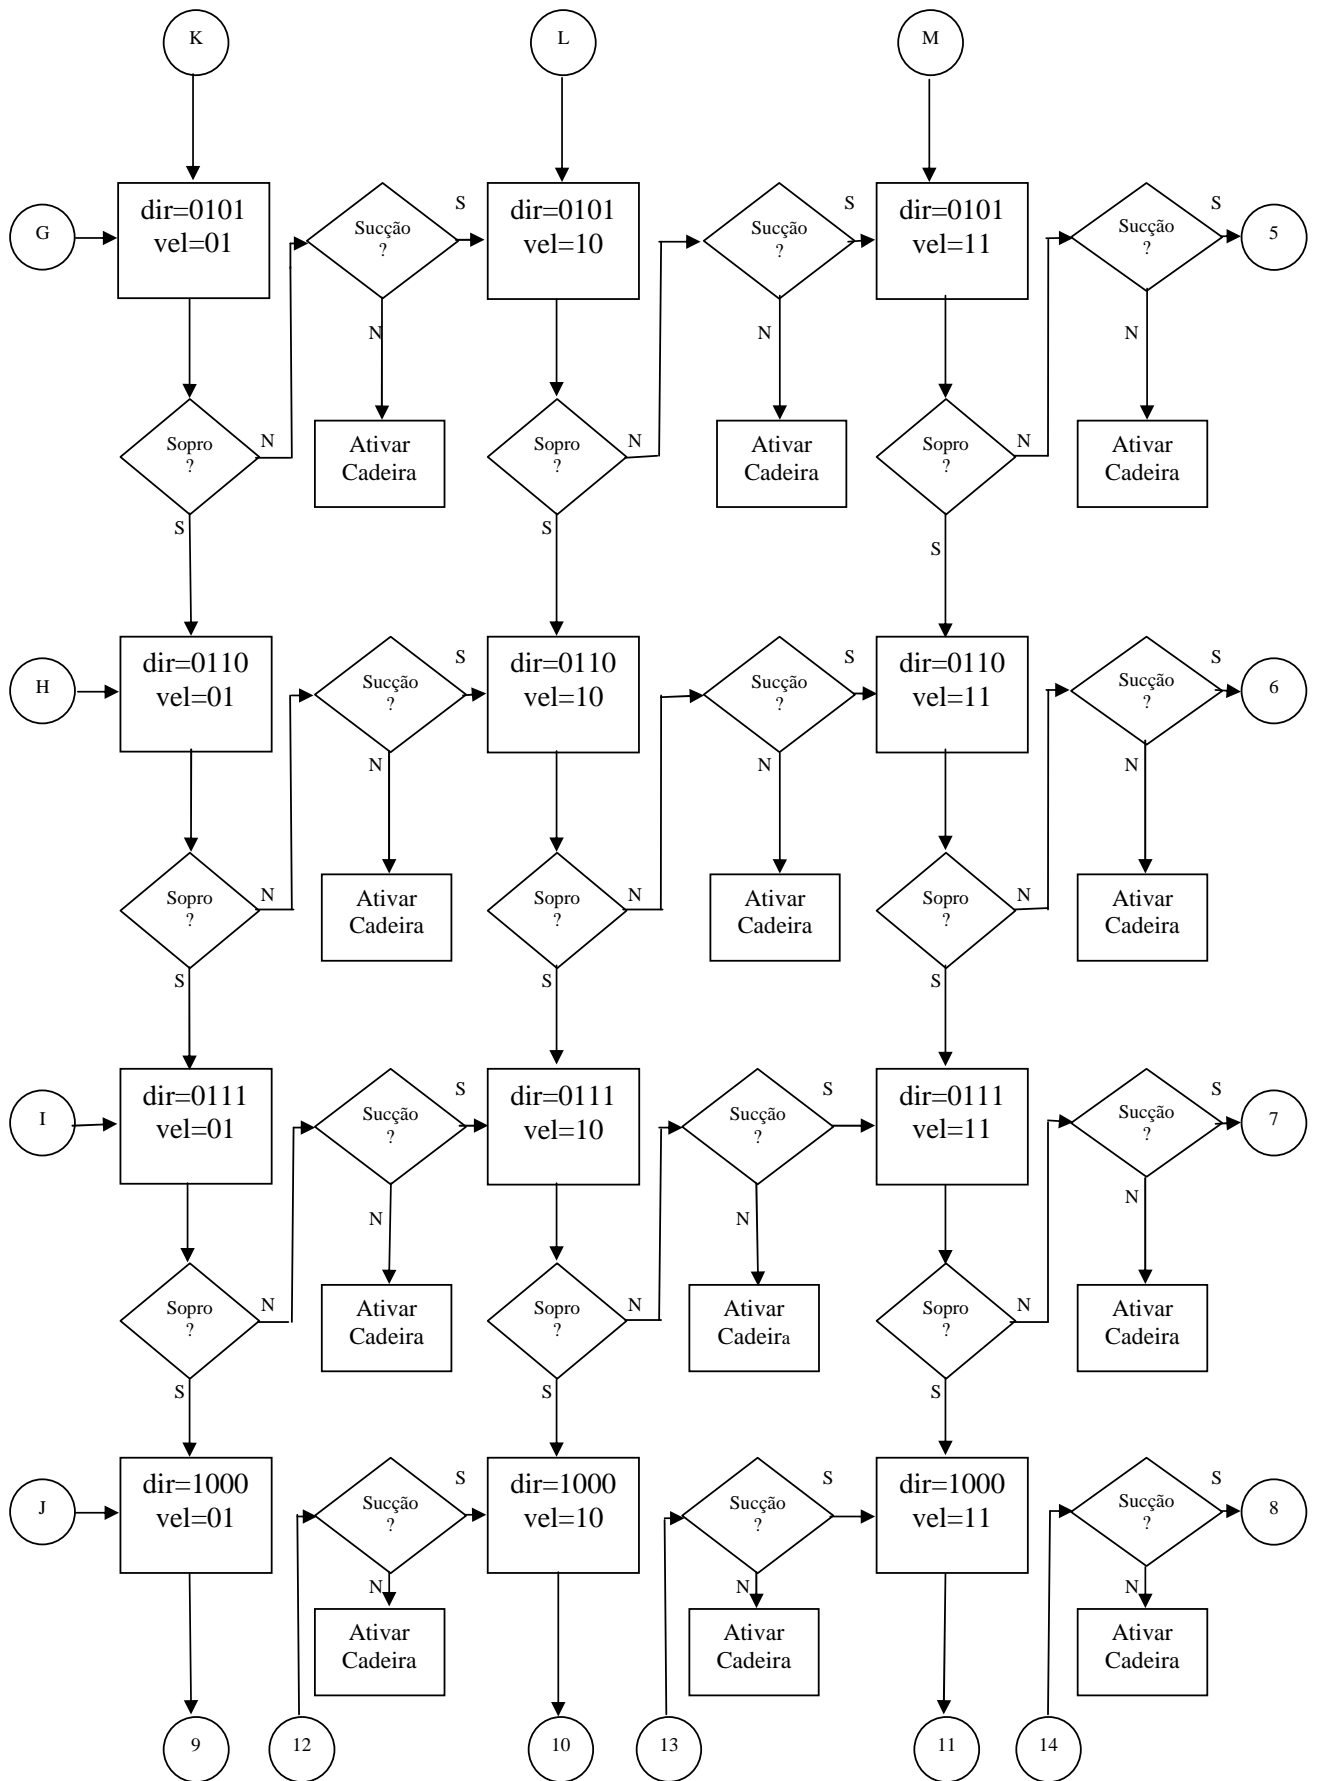 K
L
M
G
dir=0101
vel=01
Sucção
?
S
dir=0101
vel=10
Sucção
?
S
dir=0101
vel=11
Sucção
?
S
5
N
N
N
Sopro
?
N
Ativar
Cadeira
Sopro
?
N
Ativar
Cadeira
Sopro
?
N
Ativar
Cadeira
S
S
S
H
dir=0110
vel=01
Sucção
?
S
dir=0110
vel=10
Sucção
?
S
dir=0110
vel=11
Sucção
?
S
6
N
N
N
Sopro
?
N
Ativar
Cadeira
Sopro
?
N
Ativar
Cadeira
Sopro
?
N
Ativar
Cadeira
S
S
S
I
dir=0111
vel=01
Sucção
?
S
dir=0111
vel=10
Sucção
?
S
dir=0111
vel=11
Sucção
?
S
7
N
N
N
Sopro
?
N
Ativar
Cadeira
Sopro
?
N
Ativar
Cadeira
Sopro
?
N
Ativar
Cadeira
S
S
S
J
dir=1000
vel=01
Sucção
?
S
dir=1000
vel=10
Sucção
?
S
dir=1000
vel=11
Sucção
?
S
8
N
N
N
Ativar
Cadeira
Ativar
Cadeira
Ativar
Cadeira
9
12
10
13
11
14